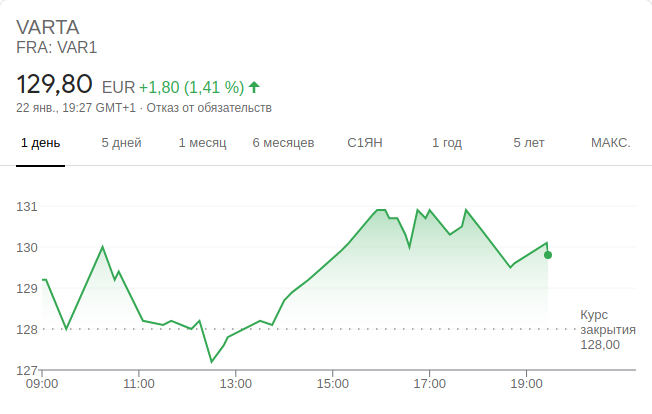 VARTA
FRA: VAR1
129,80 EUR +1,80 (1,41 %)
22 янв., 19:27 GMT+1 · Отказ от обязательств
1 день 5 дней 1 месяц 6 месяцев С1ЯН 1 год 5 лет МАКС.
131
130
129
128
127
Курс
закрытия
128,00
09:00 11:00 13:00 15:00 17:00 19:00